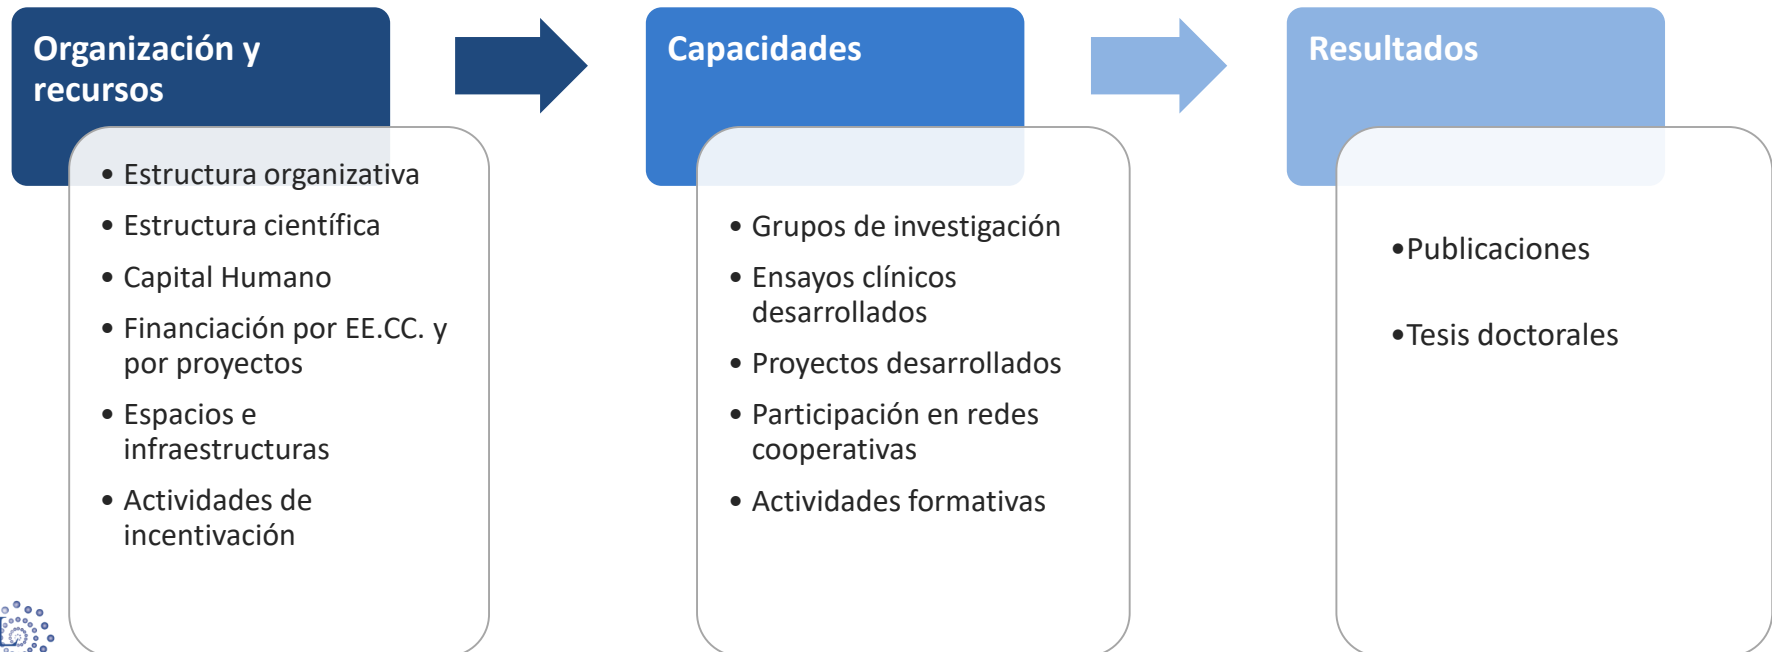 Organización y
recursos
• Estructura organizativa
• Estructura científica
• Capital Humano
• Financiación por EE.CC. y
por proyectos
• Espacios e
infraestructuras
• Actividades de
incentivación
Capacidades
• Grupos de investigación
• Ensayos clínicos
desarrollados
• Proyectos desarrollados
• Participación en redes
cooperativas
• Actividades formativas
Resultados
•Publicaciones
•Tesis doctorales